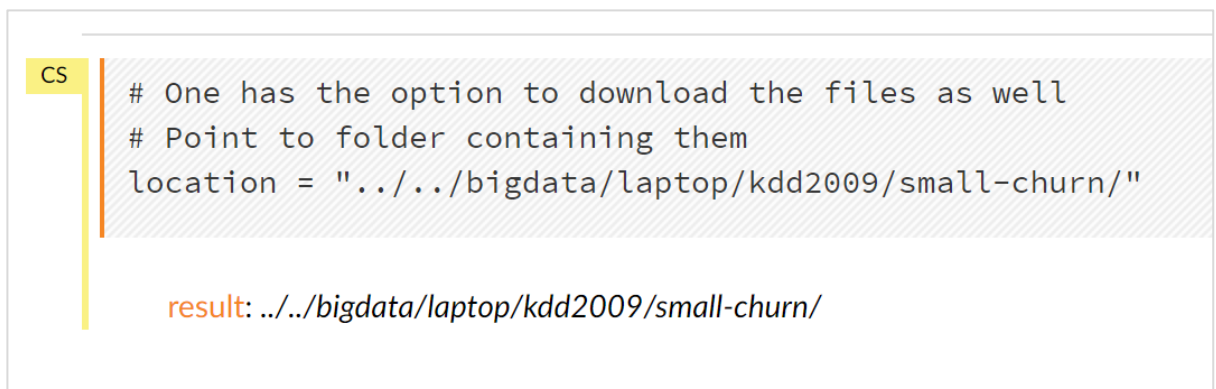 CS
# One has the option to download the files as well
# Point to folder containing them
location = "../../bigdata/laptop/kdd2009/small-churn/"
result: ../../bigdata/laptop/kdd2009/small-churn/